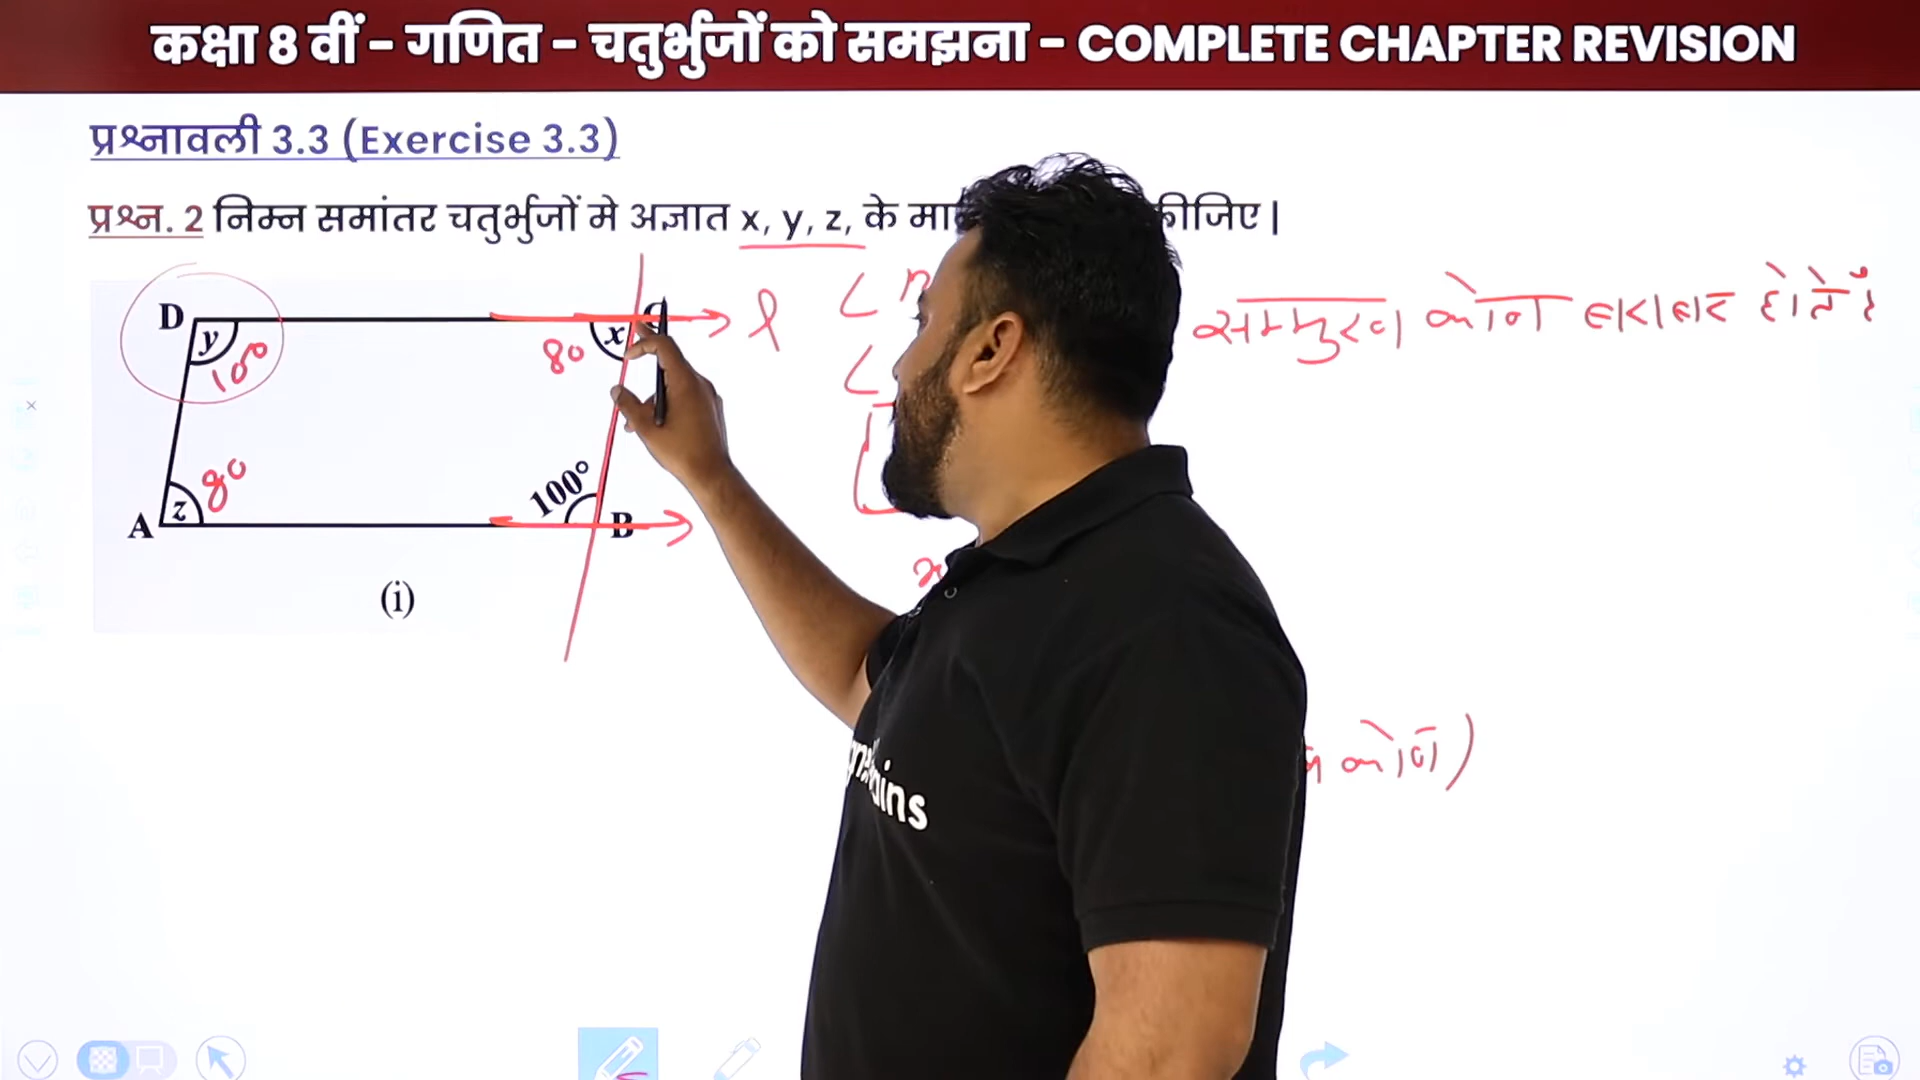 कक्षा 8 वीं - गणित - चतुर्भुजों को समझना - COMPLETE CHAPTER REVISION
प्रश्नावली 3.3 (Exercise 3.3)
प्रश्न. 2 निम्न समांतर चतुर्भुजों मे अज्ञात x, y, z, के
D y 100 80 x l
सम्मुख कोण बराबर होते हैं
A z 80 100° B
(i)
x
कोण)